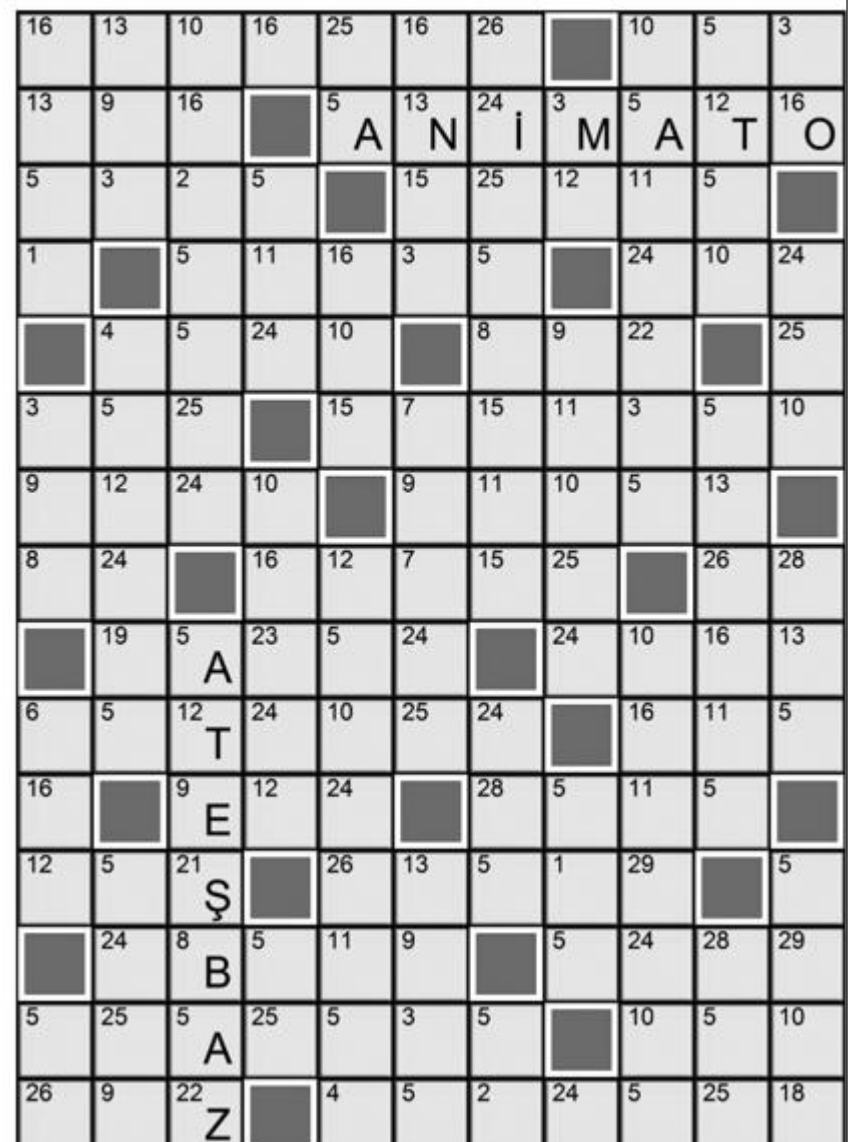 16 13 10 16 25 16 26 10 5 3
13 9 16 5 A 13 N 24 İ 3 M 5 A 12 T 16 O
5 3 2 5 15 25 12 11 5
1 5 11 16 3 5 24 10 24
4 5 24 10 8 9 22 25
3 5 25 15 7 15 11 3 5 10
9 12 24 10 9 11 10 5 13
8 24 16 12 7 15 25 26 28
19 5 A 23 5 24 24 10 16 13
6 5 12 T 24 10 25 24 16 11 5
16 9 E 12 24 28 5 11 5
12 5 21 Ş 26 13 5 1 29 5
24 8 B 5 11 9 5 24 28 29
5 25 5 A 25 5 3 5 10 5 10
26 9 22 Z 4 5 2 24 5 25 18